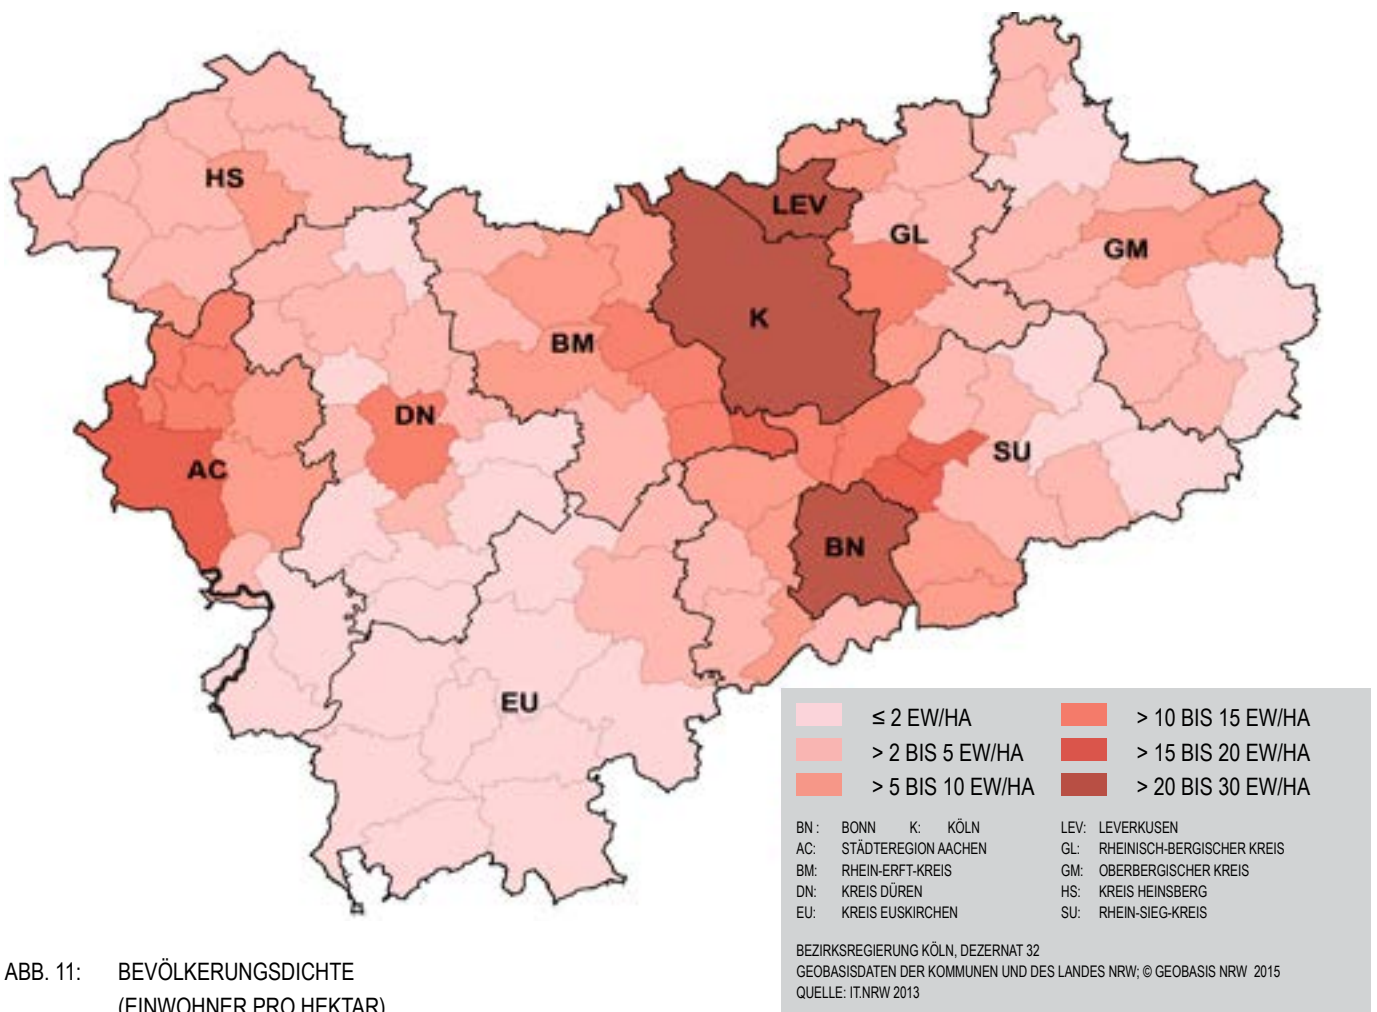 HS
LEV
GL
GM
K
BM
DN
AC
SU
BN
EU
≤ 2 EW/HA
> 2 BIS 5 EW/HA
> 5 BIS 10 EW/HA
> 10 BIS 15 EW/HA
> 15 BIS 20 EW/HA
> 20 BIS 30 EW/HA
BN : BONN K: KÖLN
AC: STÄDTEREGION AACHEN
BM: RHEIN-ERFT-KREIS
DN: KREIS DÜREN
EU: KREIS EUSKIRCHEN
LEV: LEVERKUSEN
GL: RHEINISCH-BERGISCHER KREIS
GM: OBERBERGISCHER KREIS
HS: KREIS HEINSBERG
SU: RHEIN-SIEG-KREIS
BEZIRKSREGIERUNG KÖLN, DEZERNAT 32
GEOBASISDATEN DER KOMMUNEN UND DES LANDES NRW; © GEOBASIS NRW 2015
QUELLE: IT.NRW 2013
ABB. 11: BEVÖLKERUNGSDICHTE
(EINWOHNER PRO HEKTAR)